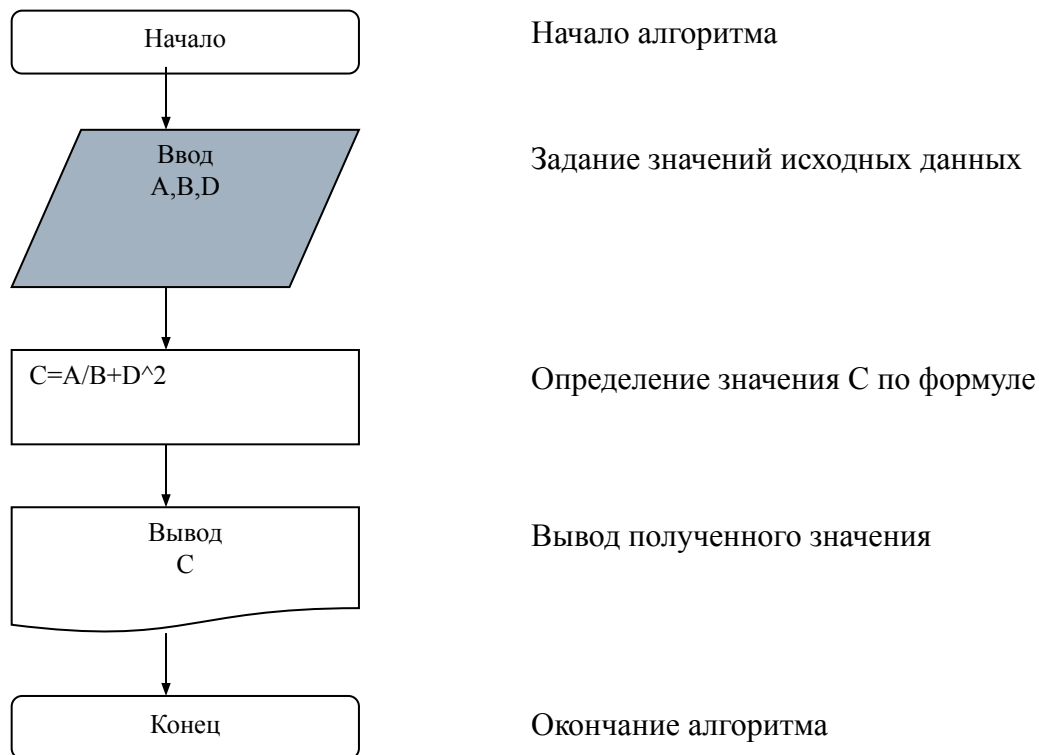 Начало
Начало алгоритма
Ввод
A,B,D
Задание значений исходных данных
C=A/B+D^2
Определение значения С по формуле
Вывод
С
Вывод полученного значения
Конец
Окончание алгоритма